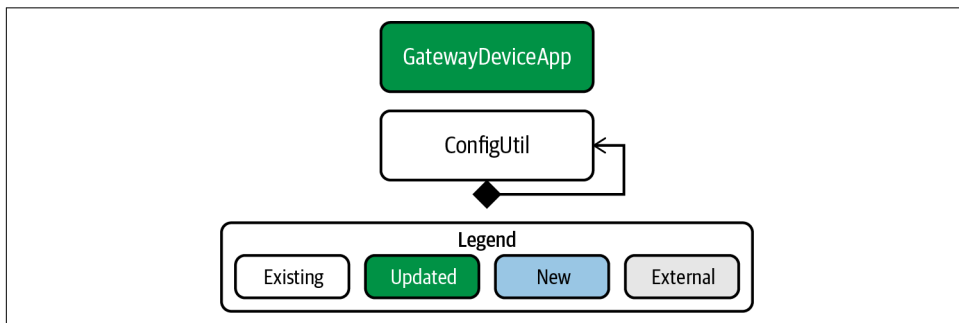 GatewayDeviceApp
ConfigUtil
Legend
Existing
Updated
New
External